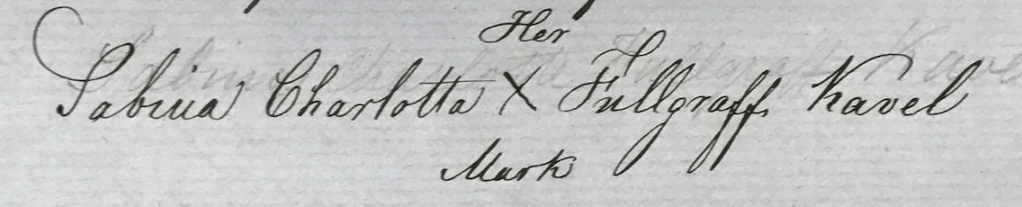 Her
Sabina Charlotta X Fullgraff Kavel
Mark